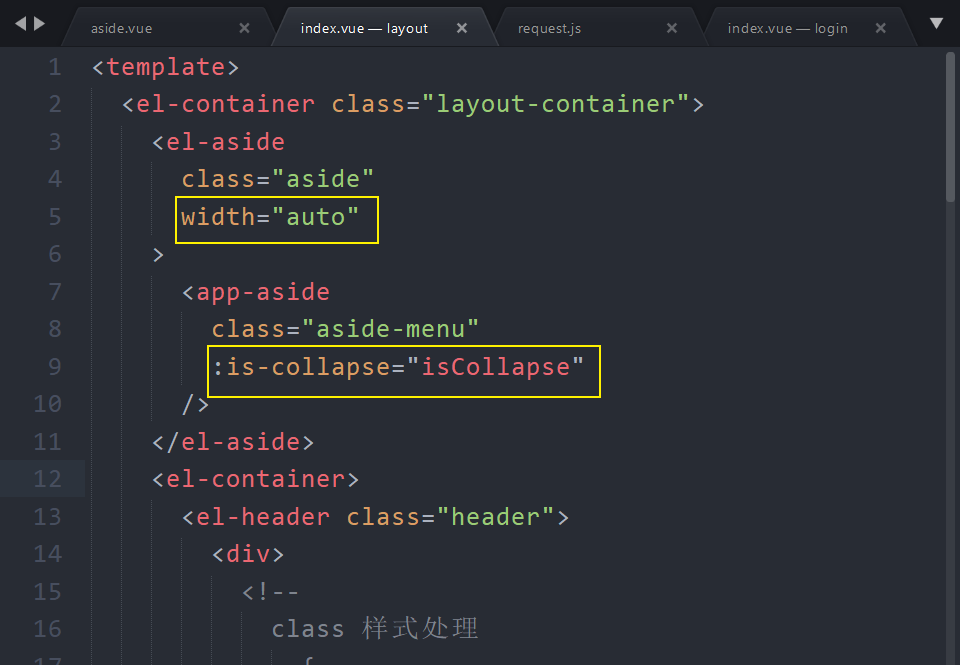 aside.vue
index.vue — layout
request.js
index.vue — login
1 <template>
2 <el-container class="layout-container">
3 <el-aside
4 class="aside"
5 width="auto"
6 >
7 <app-aside
8 class="aside-menu"
9 :is-collapse="isCollapse"
10 />
11 </el-aside>
12 <el-container>
13 <el-header class="header">
14 <div>
15 <!--
16 class 样式处理
17 {